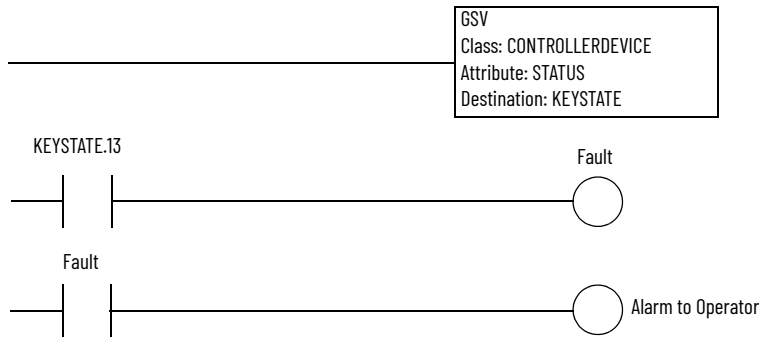 GSV
Class: CONTROLLERDEVICE
Attribute: STATUS
Destination: KEYSTATE
KEYSTATE.13
Fault
Fault
Alarm to Operator